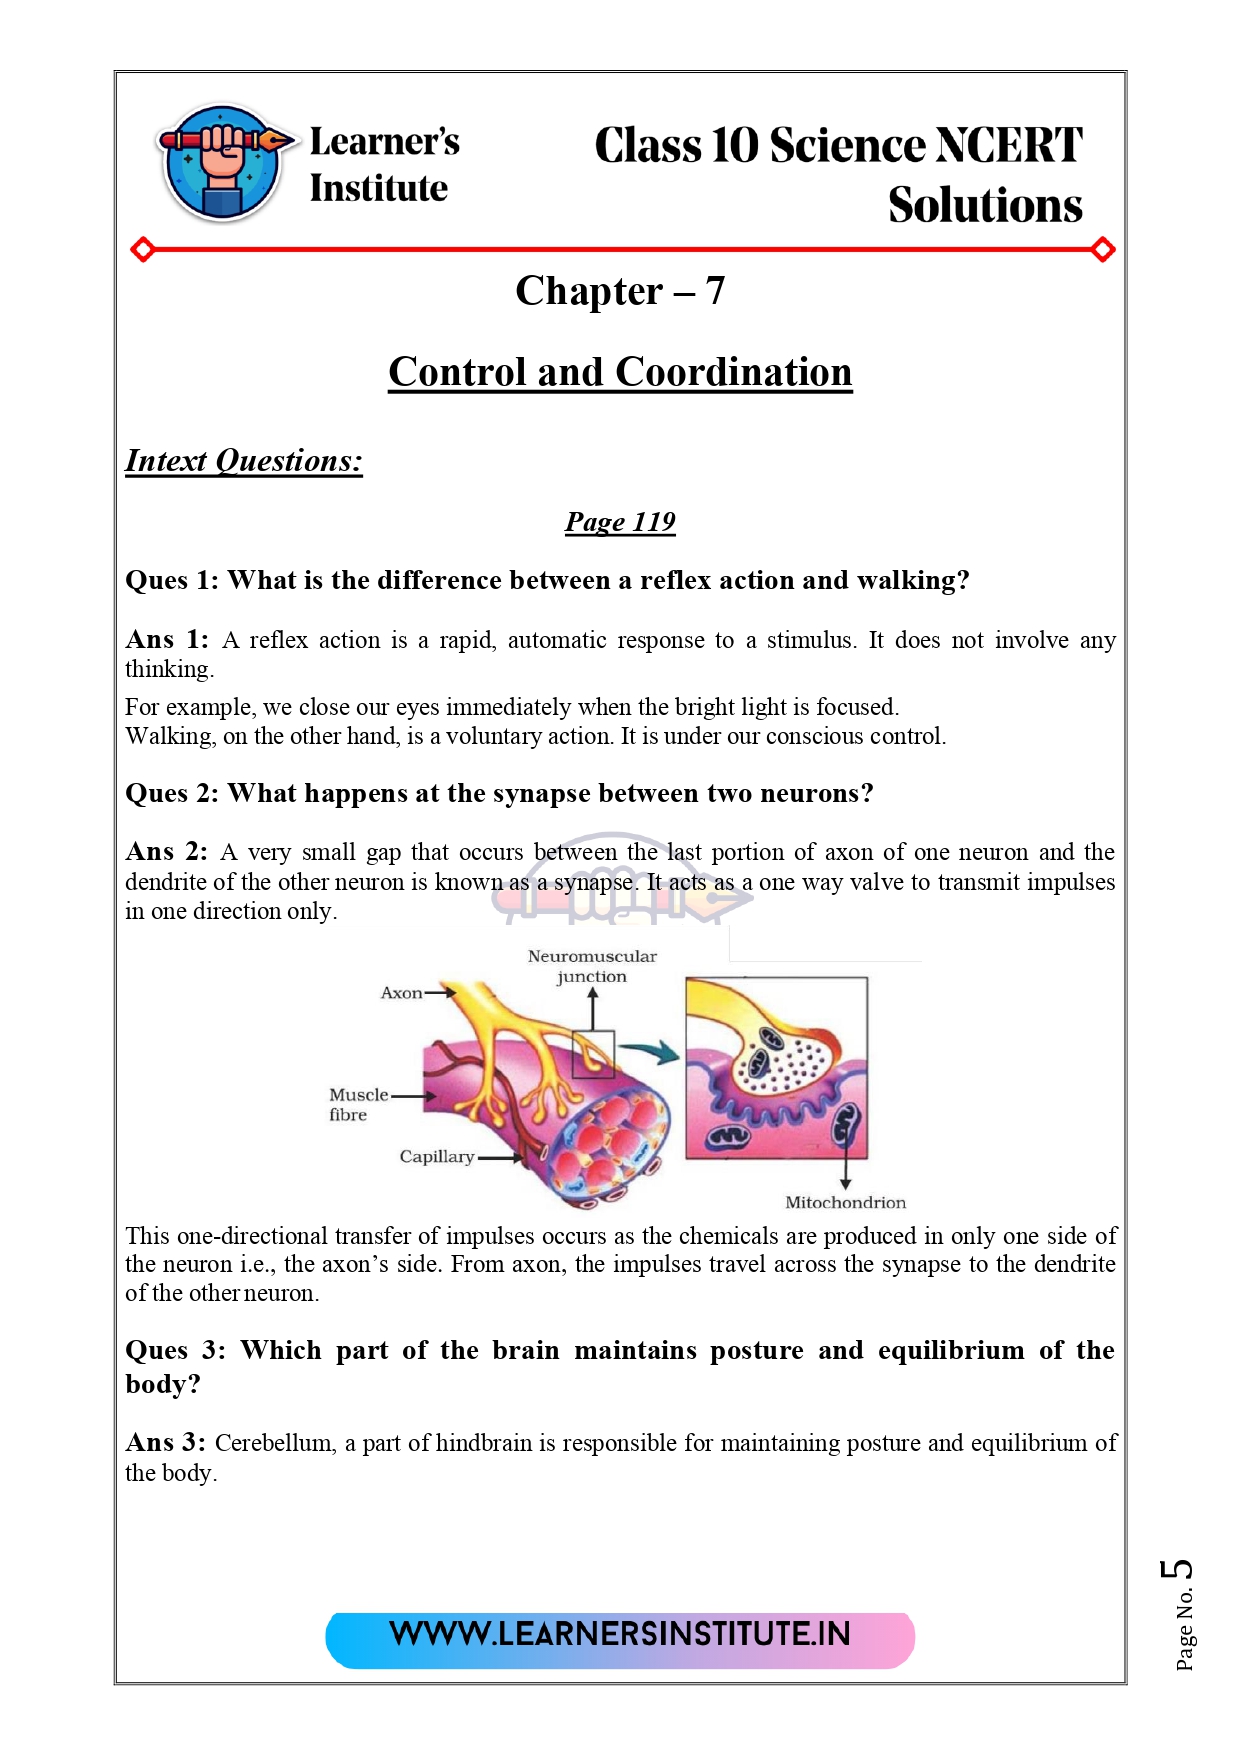 Learner's
Institute
Class 10 Science NCERT
Solutions
Chapter – 7
Control and Coordination
Intext Questions:
Page 119
Ques 1: What is the difference between a reflex action and walking?
Ans 1: A reflex action is a rapid, automatic response to a stimulus. It does not involve any
thinking.
For example, we close our eyes immediately when the bright light is focused.
Walking, on the other hand, is a voluntary action. It is under our conscious control.
Ques 2: What happens at the synapse between two neurons?
Ans 2: A very small gap that occurs between the last portion of axon of one neuron and the
dendrite of the other neuron is known as a synapse. It acts as a one way valve to transmit impulses
in one direction only.
Neuromuscular
junction
Axon
Muscle
fibre
Capillary
Mitochondrion
This one-directional transfer of impulses occurs as the chemicals are produced in only one side of
the neuron i.e., the axon's side. From axon, the impulses travel across the synapse to the dendrite
of the other neuron.
Ques 3: Which part of the brain maintains posture and equilibrium of the
body?
Ans 3: Cerebellum, a part of hindbrain is responsible for maintaining posture and equilibrium of
the body.
WWW.LEARNERSINSTITUTE.IN
Page No. 5